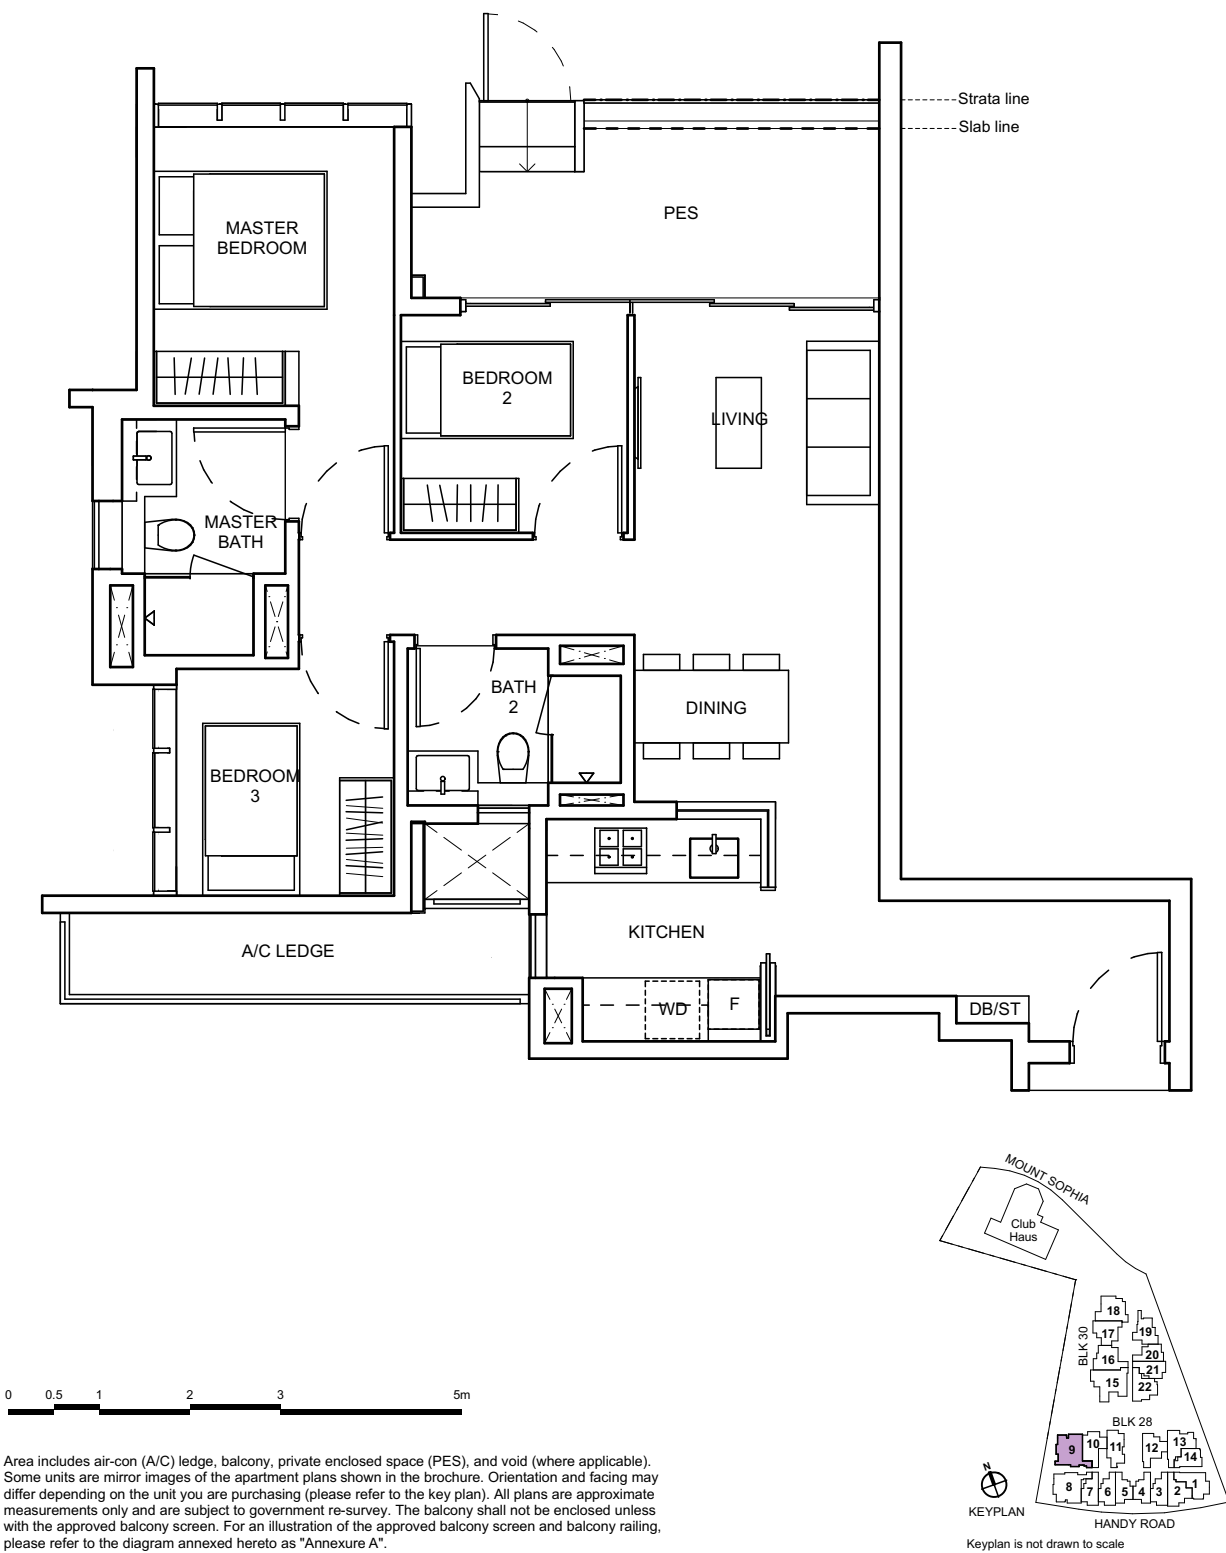 Strata line
Slab line
PES
MASTER
BEDROOM
BEDROOM
2
LIVING
MASTER
BATH
BATH
2
DINING
BEDROOM
3
KITCHEN
A/C LEDGE
WD
F
DB/ST
MOUNT SOPHIA
Club
Haus
BLK 30
18
17
19
16
20
21
15
22
BLK 28
9
10
11
12
13
14
8
7
6
5
4
3
2
1
N
KEYPLAN
HANDY ROAD
Keyplan is not drawn to scale
0 0.5 1 2 3 5m
Area includes air-con (A/C) ledge, balcony, private enclosed space (PES), and void (where applicable).
Some units are mirror images of the apartment plans shown in the brochure. Orientation and facing may
differ depending on the unit you are purchasing (please refer to the key plan). All plans are approximate
measurements only and are subject to government re-survey. The balcony shall not be enclosed unless
with the approved balcony screen. For an illustration of the approved balcony screen and balcony railing,
please refer to the diagram annexed hereto as "Annexure A".